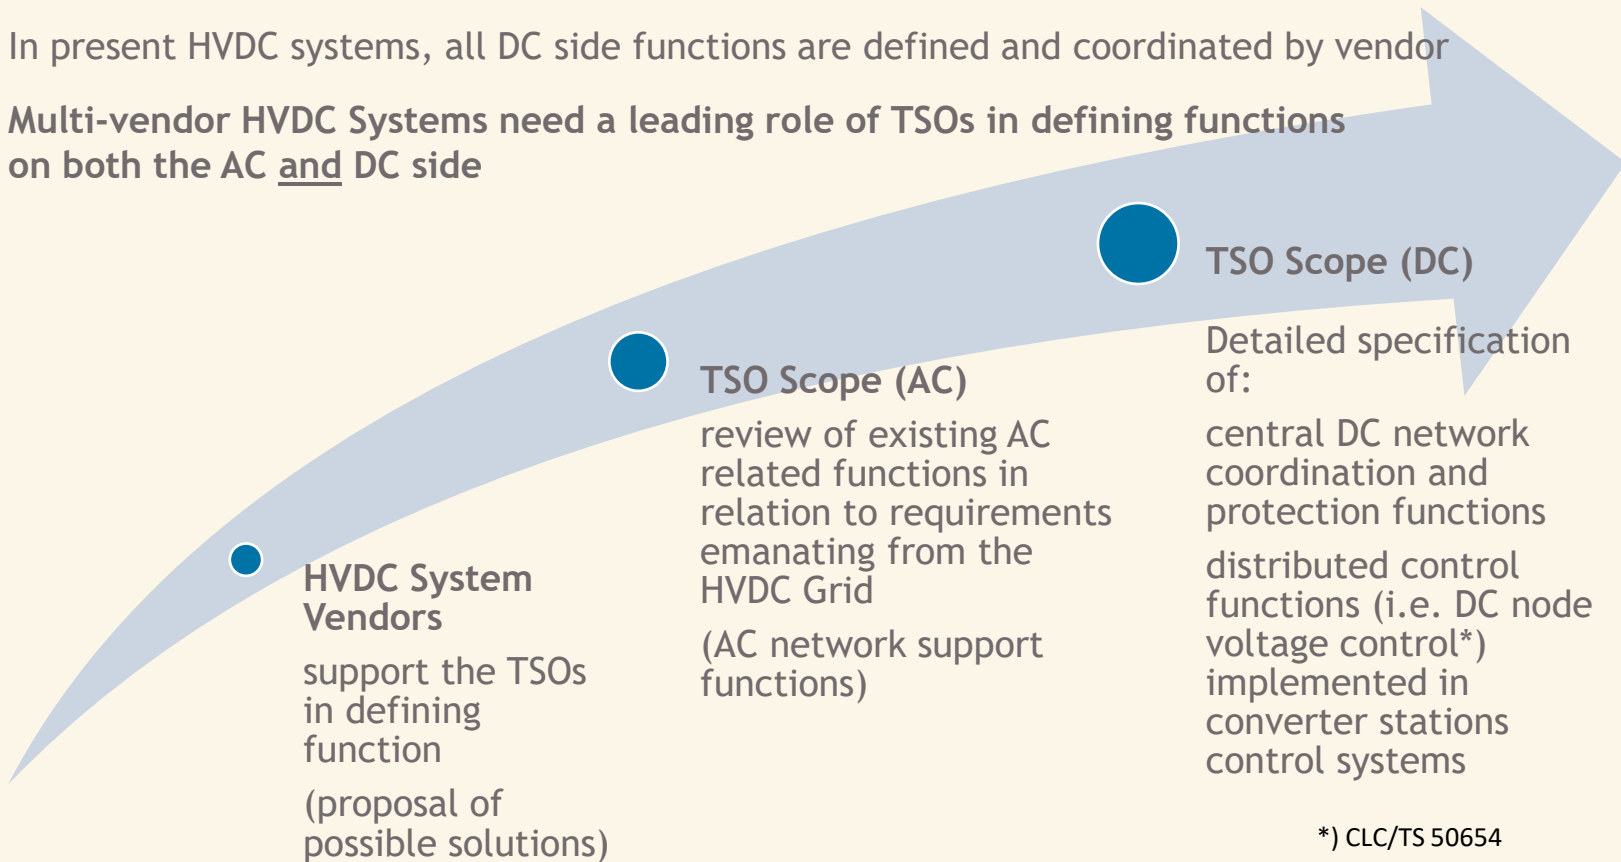 In present HVDC systems, all DC side functions are defined and coordinated by vendor
Multi-vendor HVDC Systems need a leading role of TSOs in defining functions
on both the AC and DC side
HVDC System
Vendors
support the TSOs
in defining
function
(proposal of
possible solutions)
TSO Scope (AC)
review of existing AC
related functions in
relation to requirements
emanating from the
HVDC Grid
(AC network support
functions)
TSO Scope (DC)
Detailed specification
of:
central DC network
coordination and
protection functions
distributed control
functions (i.e. DC node
voltage control*)
implemented in
converter stations
control systems
*) CLC/TS 50654